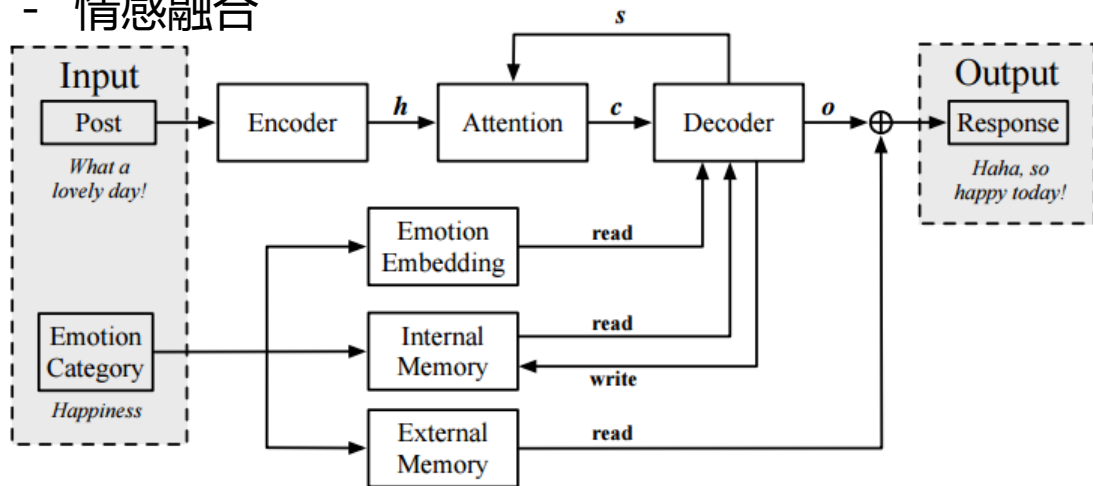 - 情感融合
Input
Post
What a
lovely day!
Emotion
Category
Happiness
Encoder
h
Attention
s
c
Decoder
o
Emotion
Embedding
read
Internal
Memory
read
write
External
Memory
read
Output
Response
Haha, so
happy today!